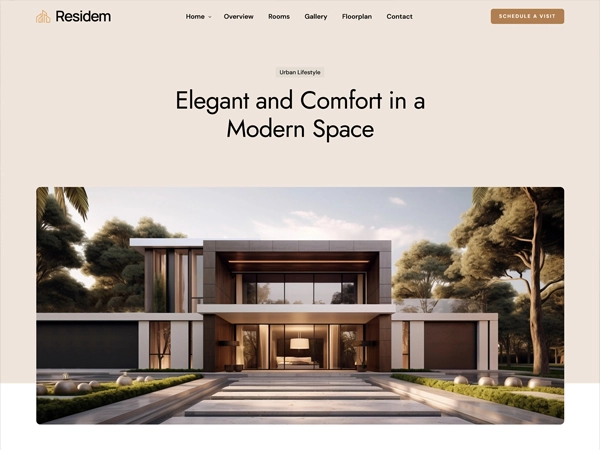 Residem
Home Overview Rooms Gallery Floorplan Contact
SCHEDULE A VISIT
Urban Lifestyle
Elegant and Comfort in a
Modern Space